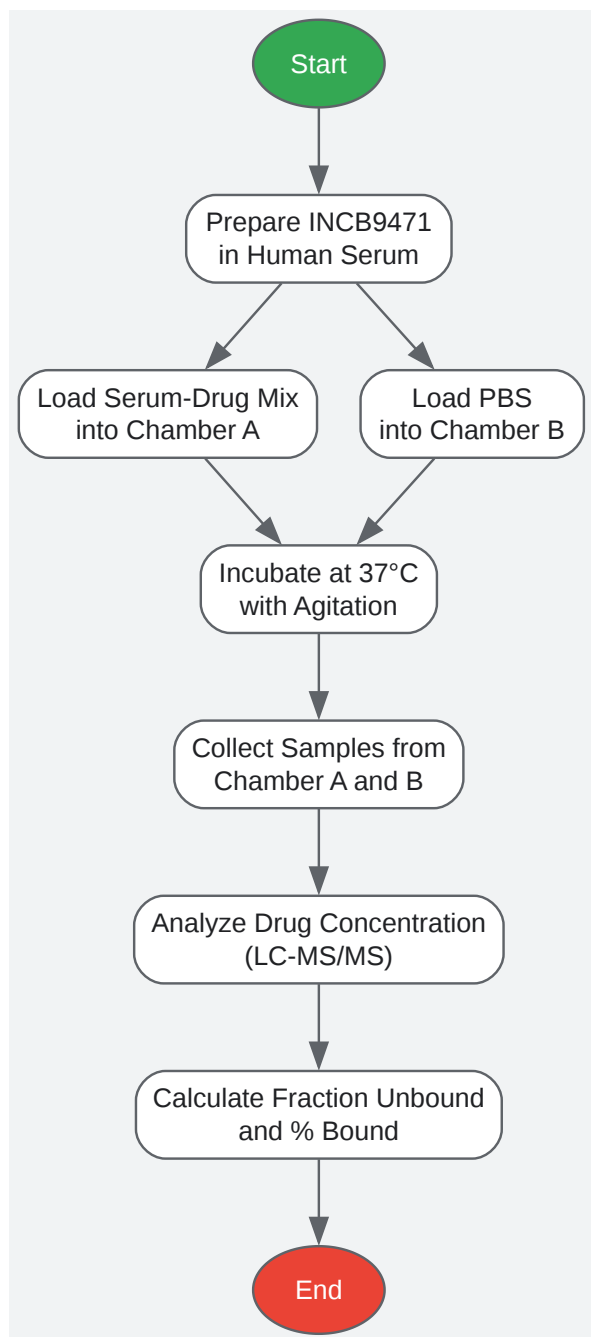 Start
Prepare INCB9471
in Human Serum
Load Serum-Drug Mix
into Chamber A
Load PBS
into Chamber B
Incubate at 37°C
with Agitation
Collect Samples from
Chamber A and B
Analyze Drug Concentration
(LC-MS/MS)
Calculate Fraction Unbound
and % Bound
End